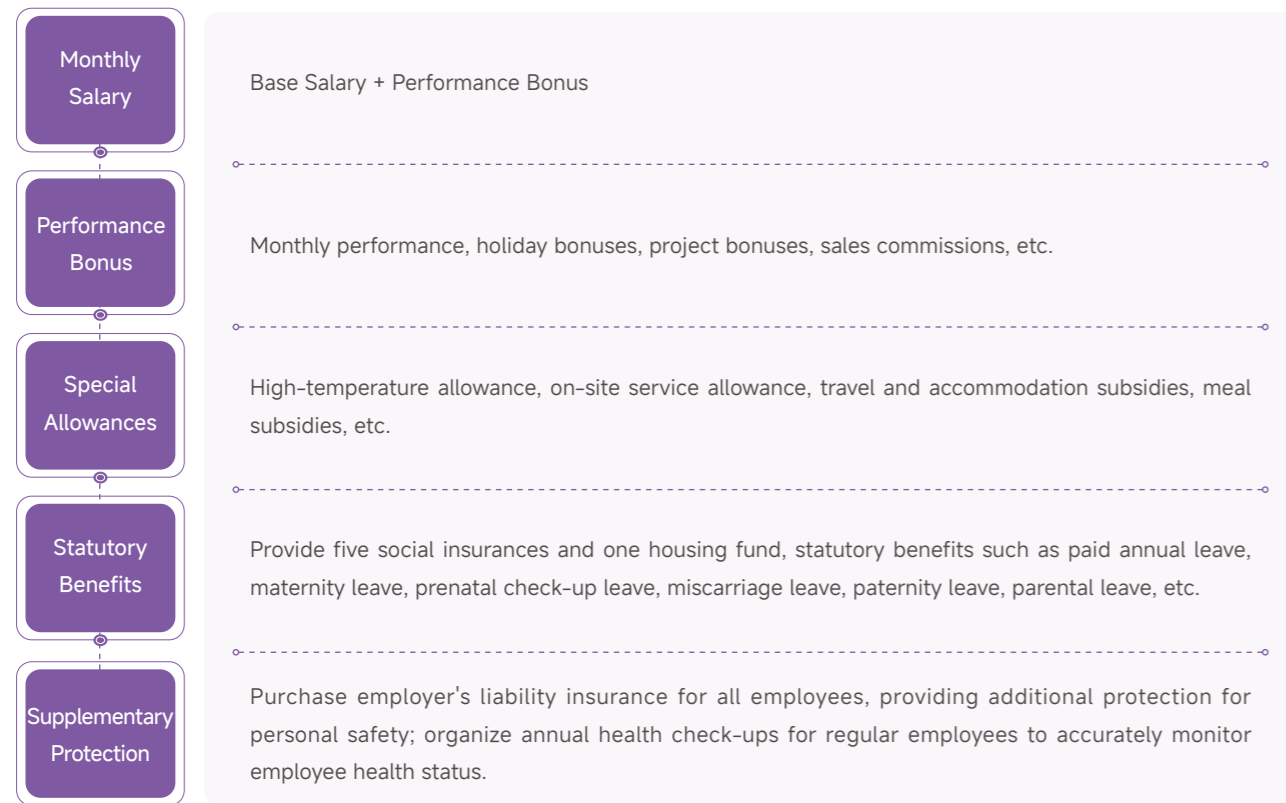 Monthly
Salary
Base Salary + Performance Bonus
Performance
Bonus
Monthly performance, holiday bonuses, project bonuses, sales commissions, etc.
Special
Allowances
High-temperature allowance, on-site service allowance, travel and accommodation subsidies, meal
subsidies, etc.
Statutory
Benefits
Provide five social insurances and one housing fund, statutory benefits such as paid annual leave,
maternity leave, prenatal check-up leave, miscarriage leave, paternity leave, parental leave, etc.
Supplementary
Protection
Purchase employer's liability insurance for all employees, providing additional protection for
personal safety; organize annual health check-ups for regular employees to accurately monitor
employee health status.